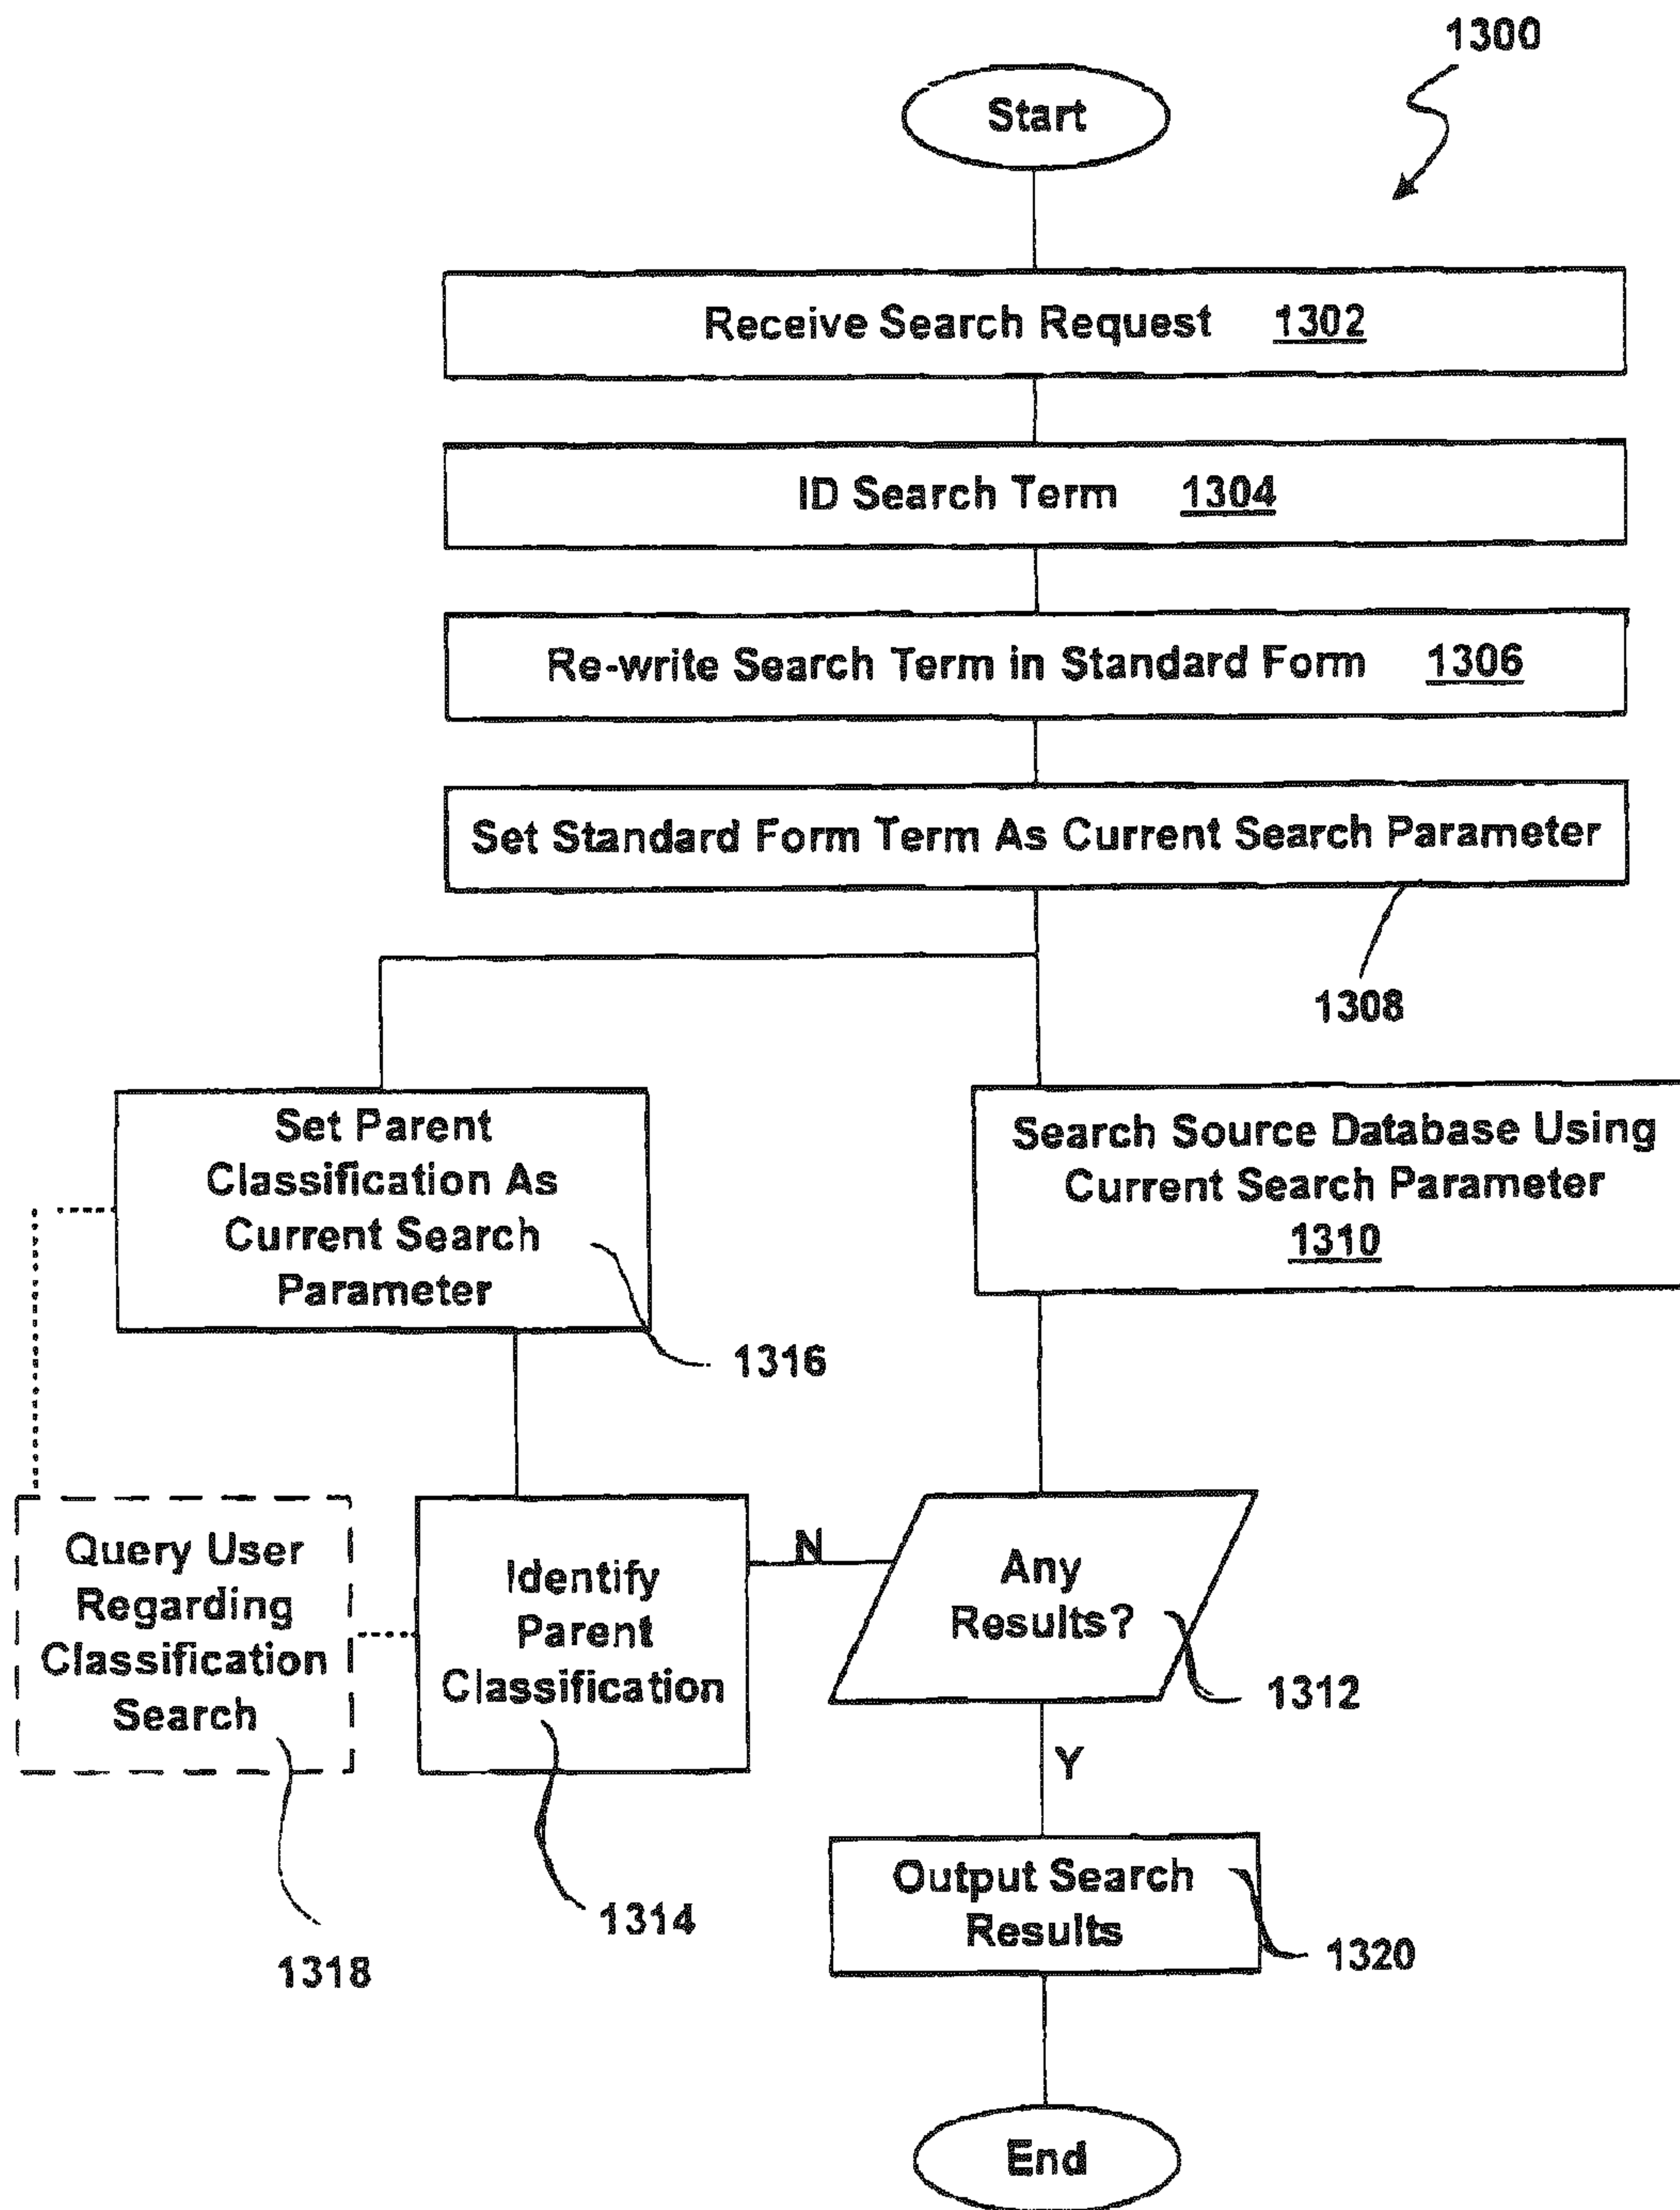 1300
Start
Receive Search Request 1302
ID Search Term 1304
Re-write Search Term in Standard Form 1306
Set Standard Form Term As Current Search Parameter
1308
Set Parent
Classification As
Current Search
Parameter
1316
Search Source Database Using
Current Search Parameter
1310
Query User
Regarding
Classification
Search
1318
Identify
Parent
Classification
1314
N
Any
Results?
1312
Y
Output Search
Results
1320
End